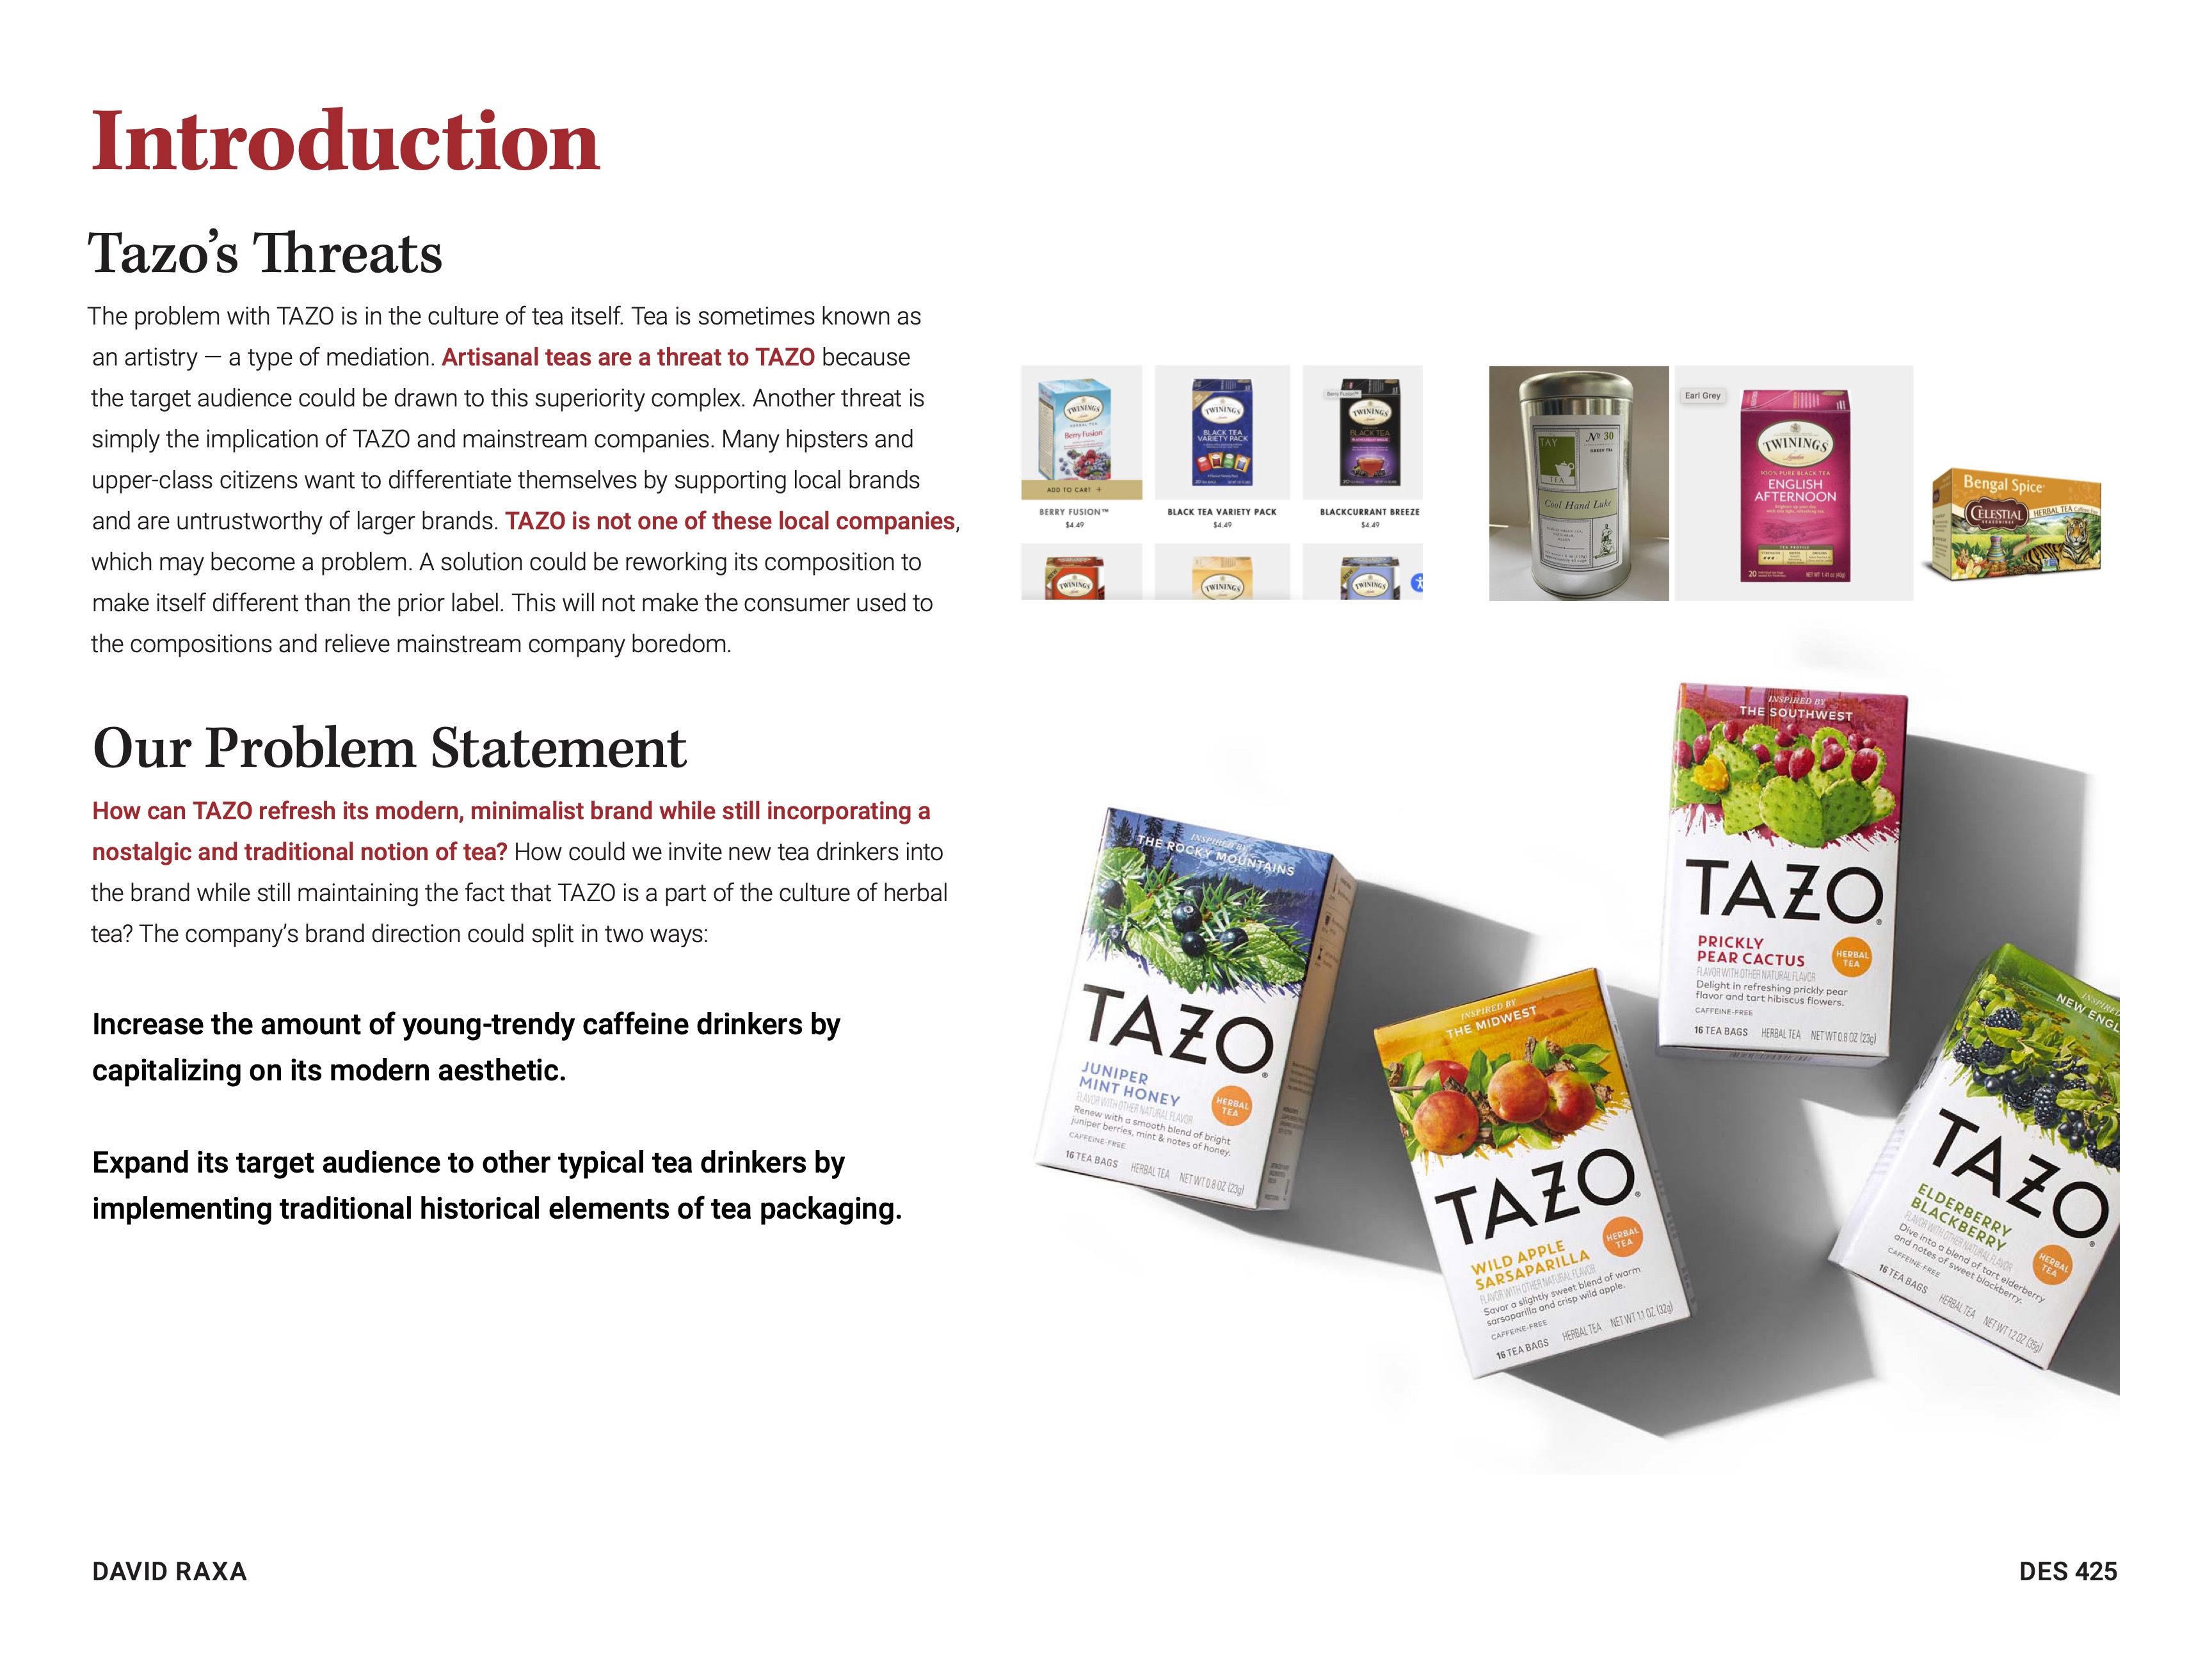 Introduction
Tazo’s Threats
The problem with TAZO is in the culture of tea itself. Tea is sometimes known as
an artistry — a type of mediation. Artisanal teas are a threat to TAZO because
the target audience could be drawn to this superiority complex. Another threat is
simply the implication of TAZO and mainstream companies. Many hipsters and
upper-class citizens want to differentiate themselves by supporting local brands
and are untrustworthy of larger brands. TAZO is not one of these local companies,
which may become a problem. A solution could be reworking its composition to
make itself different than the prior label. This will not make the consumer used to
the compositions and relieve mainstream company boredom.
Our Problem Statement
How can TAZO refresh its modern, minimalist brand while still incorporating a
nostalgic and traditional notion of tea? How could we invite new tea drinkers into
the brand while still maintaining the fact that TAZO is a part of the culture of herbal
tea? The company’s brand direction could split in two ways:
Increase the amount of young-trendy caffeine drinkers by
capitalizing on its modern aesthetic.
Expand its target audience to other typical tea drinkers by
implementing traditional historical elements of tea packaging.
TWININGS
Berry Fusion
ADD TO CART →
BERRY FUSION™
$4.49
TWININGS
BLACK TEA
VARIETY PACK
BLACK TEA VARIETY PACK
$4.49
Berry Fusion™
TWININGS
BLACK TEA
BLACKCURRANT BREEZE
$4.49
TWININGS
TWININGS
TWININGS
TAY
TEA
Nº 30
GREEN TEA
Cool Hand Luke
Earl Grey
TWININGS
London
100% PURE BLACK TEA
ENGLISH
AFTERNOON
TEA PROFILE
20
NET WT 1.41 oz (40g)
Bengal Spice
CELESTIAL
SEASONINGS
HERBAL TEA Caffeine Free
INSPIRED BY
THE ROCKY MOUNTAINS
TAZO®
JUNIPER
MINT HONEY
FLAVOR WITH OTHER NATURAL FLAVOR
HERBAL
TEA
Renew with a smooth blend of bright
juniper berries, mint & notes of honey.
CAFFEINE-FREE
16 TEA BAGS HERBAL TEA NET WT 0.8 OZ (23g)
INSPIRED BY
THE MIDWEST
TAZO®
WILD APPLE
SARSAPARILLA
FLAVOR WITH OTHER NATURAL FLAVOR
HERBAL
TEA
Savor a slightly sweet blend of warm
sarsaparilla and crisp wild apple.
CAFFEINE-FREE
16 TEA BAGS HERBAL TEA NET WT 1.1 OZ (32g)
INSPIRED BY
THE SOUTHWEST
TAZO®
PRICKLY
PEAR CACTUS
FLAVOR WITH OTHER NATURAL FLAVOR
HERBAL
TEA
Delight in refreshing prickly pear
flavor and tart hibiscus flowers.
CAFFEINE-FREE
16 TEA BAGS HERBAL TEA NET WT 0.8 OZ (23g)
INSPIRED
NEW ENGL
TAZO®
ELDERBERRY
BLACKBERRY
FLAVOR WITH OTHER NATURAL FLAVOR
HERBAL
TEA
Dive into a blend of tart elderberry
and notes of sweet blackberry.
CAFFEINE-FREE
16 TEA BAGS HERBAL TEA NET WT 1.2 OZ (35g)
DAVID RAXA
DES 425